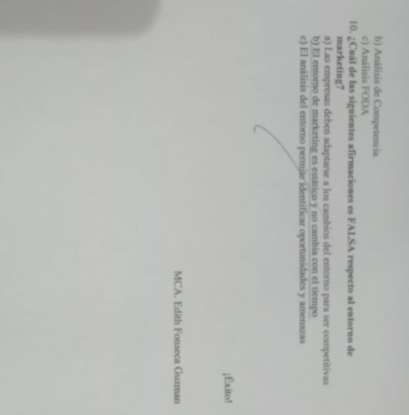 b) Análisis de Competencia
c) Análisis FODA
10. ¿Cuál de las siguientes afirmaciones es FALSA respecto al entorno de
marketing?
a) Las empresas deben adaptarse a los cambios del entorno para ser competitivas
b) El entorno de marketing es estático y no cambia con el tiempo
c) El análisis del entorno permite identificar oportunidades y amenazas
¡Éxito!
MCA. Edith Fonseca Guzman